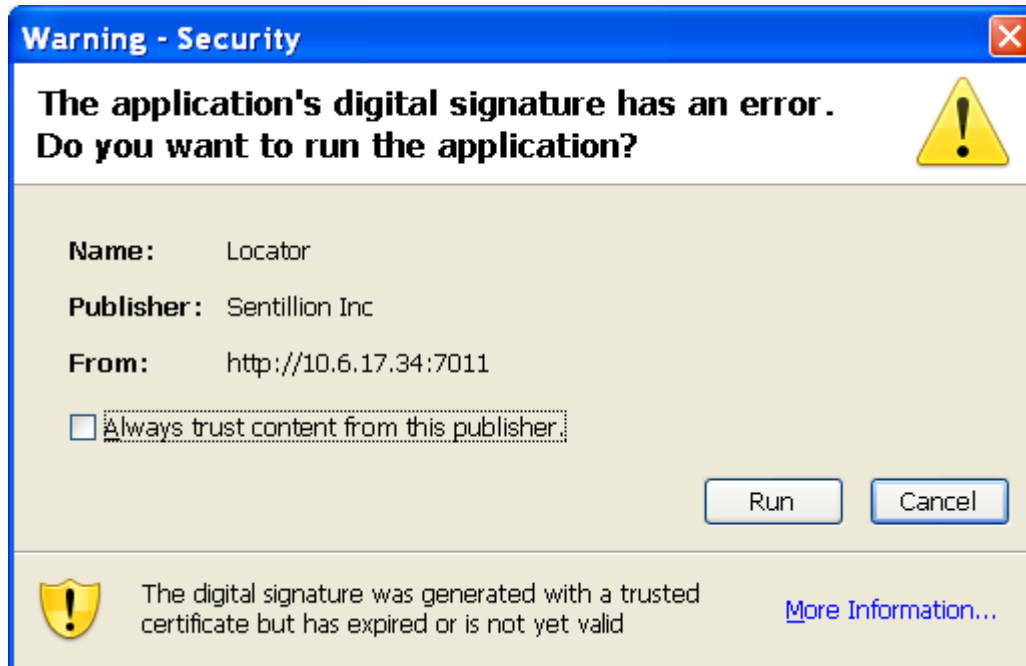 Warning - Security
The application's digital signature has an error.
Do you want to run the application?
Name: Locator
Publisher: Sentillion Inc
From: http://10.6.17.34:7011
Always trust content from this publisher.
Run Cancel
The digital signature was generated with a trusted
certificate but has expired or is not yet valid
More Information...